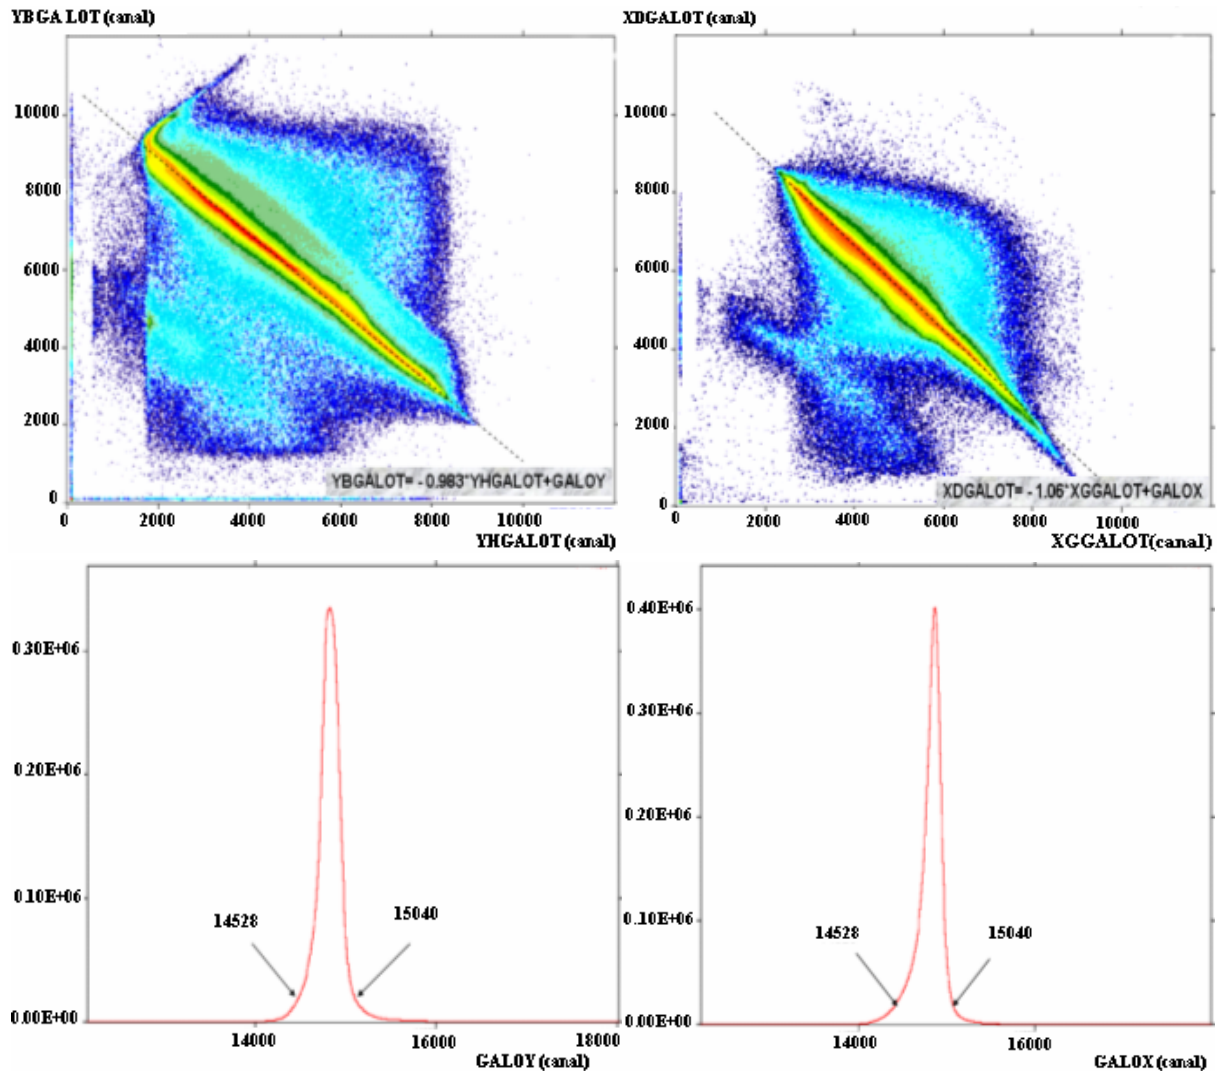 YBGA LOT (canal)
10000
8000
6000
4000
2000
0
0 2000 4000 6000 8000 10000
YBGALOT= - 0.983*YHGALOT+GALOY
YHGALOT (canal)
XDGALOT (canal)
10000
8000
6000
4000
2000
0
0 2000 4000 6000 8000 10000
XDGALOT= - 1.06*XGGALOT+GALOX
XGGALOT(canal)
0.30E+06
0.20E+06
0.10E+06
0.00E+00
14528
15040
14000 16000 18000
GALOY (canal)
0.40E+06
0.30E+06
0.20E+06
0.10E+06
0.00E+00
14528
15040
14000 16000
GALOX (canal)